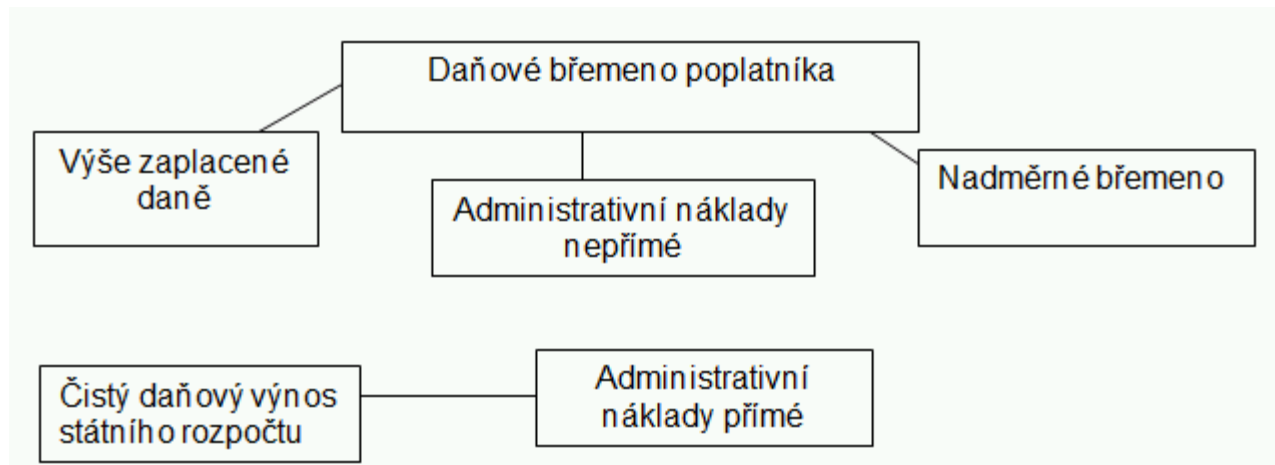 Daňové břemeno poplatníka
Výše zaplacené
daně
Administrativní náklady
nepřímé
Nadměrné břemeno
Čistý daňový výnos
státního rozpočtu
Administrativní
náklady přímé